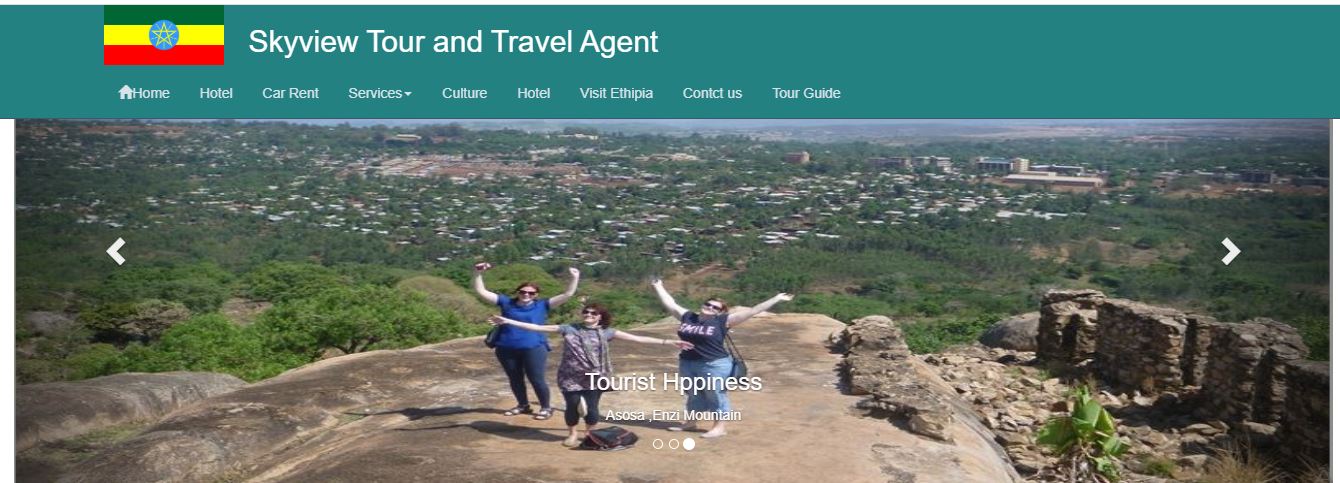 Skyview Tour and Travel Agent
Home Hotel Car Rent Services Culture Hotel Visit Ethipia Contct us Tour Guide
SMILE
Tourist Hppiness
Asosa ,Enzi Mountain